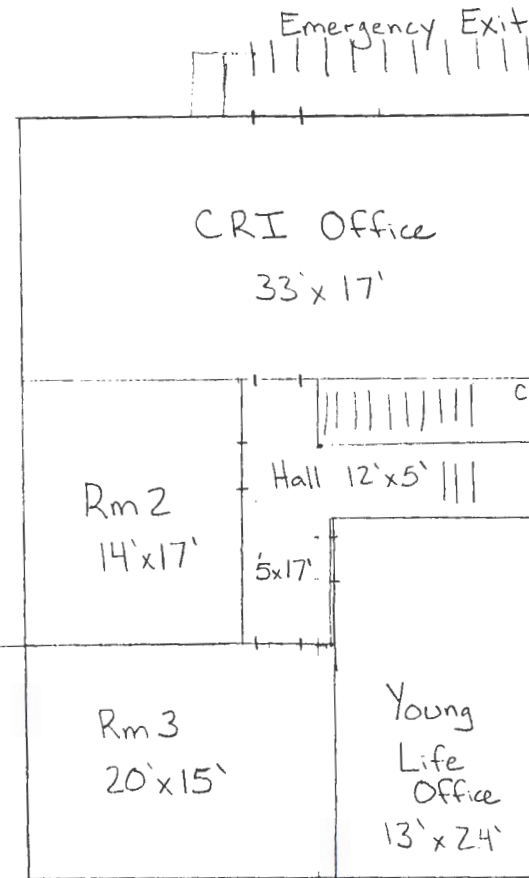 Emergency Exit
CRI Office
33' x 17'
C
Hall 12'x5'
Rm 2
14'x17'
5x17'
Rm 3
20'x15'
Young
Life
Office
13' x 24'